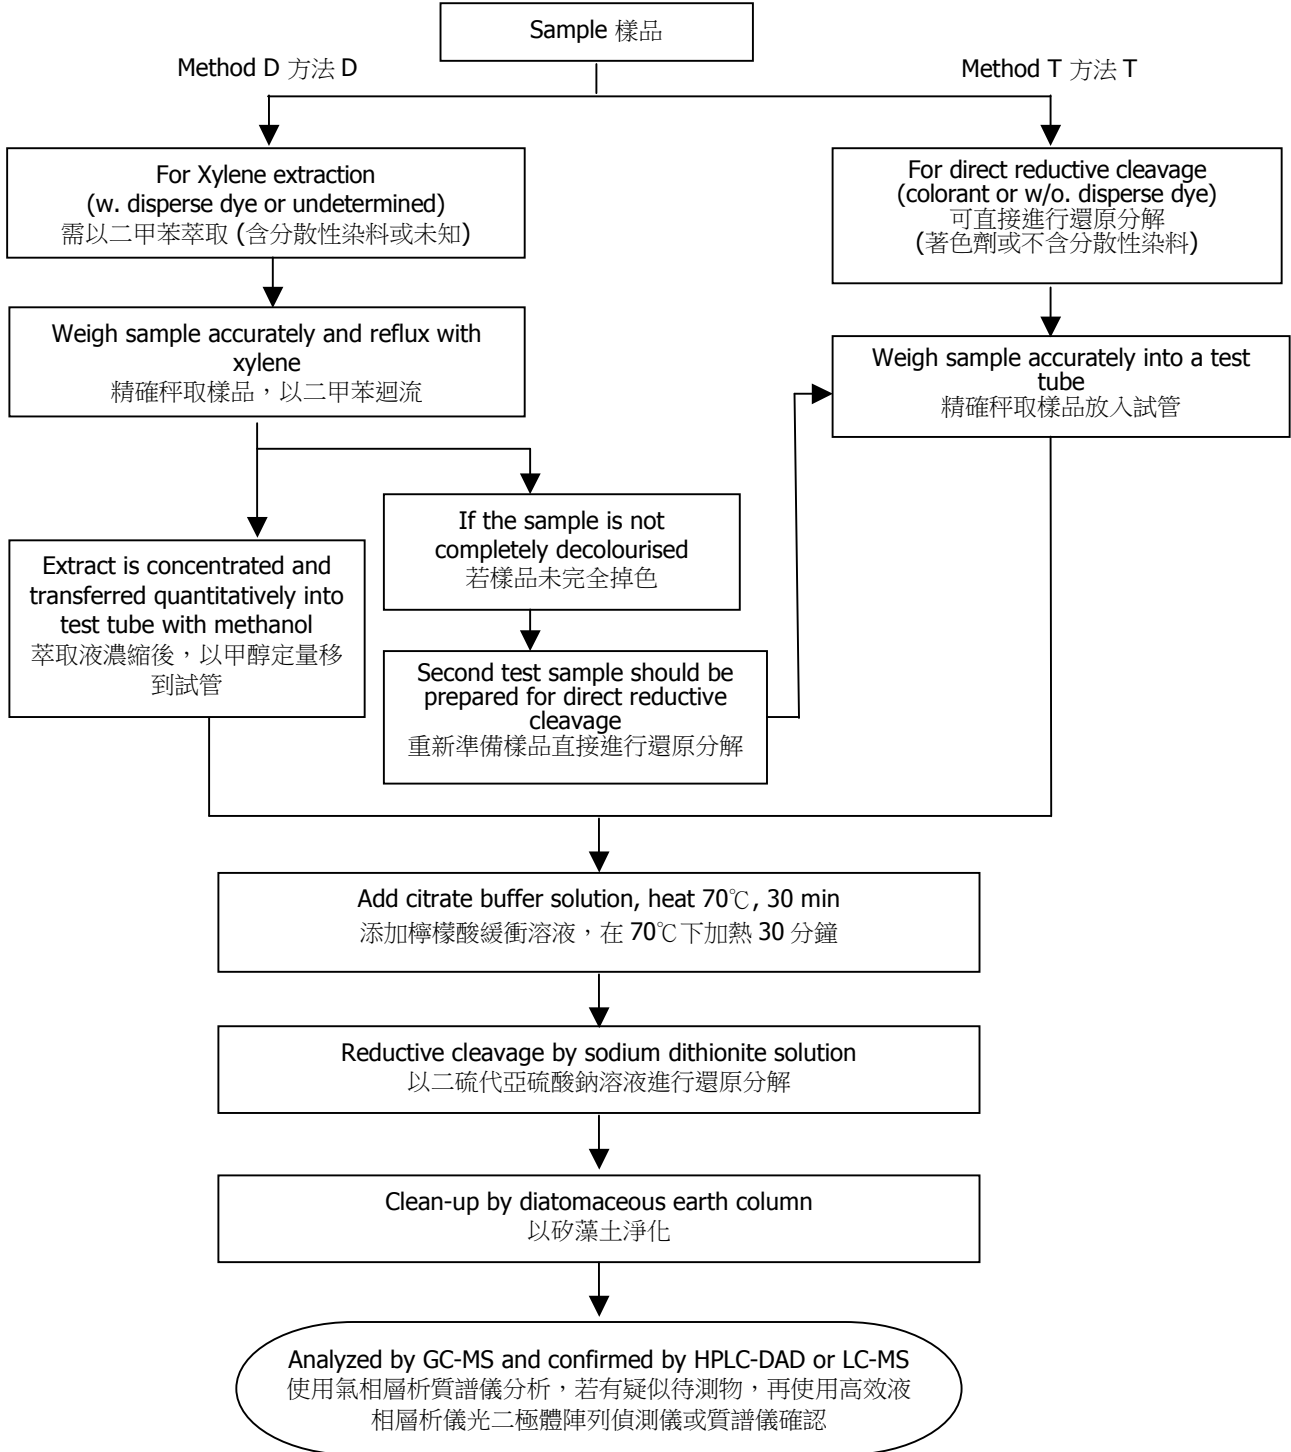 Sample 樣品
Method D 方法 D
Method T 方法 T
For Xylene extraction
(w. disperse dye or undetermined)
需以二甲苯萃取 (含分散性染料或未知)
For direct reductive cleavage
(colorant or w/o. disperse dye)
可直接進行還原分解
(著色劑或不含分散性染料)
Weigh sample accurately and reflux with
xylene
精確秤取樣品，以二甲苯迴流
Weigh sample accurately into a test
tube
精確秤取樣品放入試管
If the sample is not
completely decolourised
若樣品未完全掉色
Extract is concentrated and
transferred quantitatively into
test tube with methanol
萃取液濃縮後，以甲醇定量移
到試管
Second test sample should be
prepared for direct reductive
cleavage
重新準備樣品直接進行還原分解
Add citrate buffer solution, heat 70℃, 30 min
添加檸檬酸緩衝溶液，在 70℃下加熱 30 分鐘
Reductive cleavage by sodium dithionite solution
以二硫代亞硫酸鈉溶液進行還原分解
Clean-up by diatomaceous earth column
以矽藻土淨化
Analyzed by GC-MS and confirmed by HPLC-DAD or LC-MS
使用氣相層析質譜儀分析，若有疑似待測物，再使用高效液
相層析儀光二極體陣列偵測儀或質譜儀確認